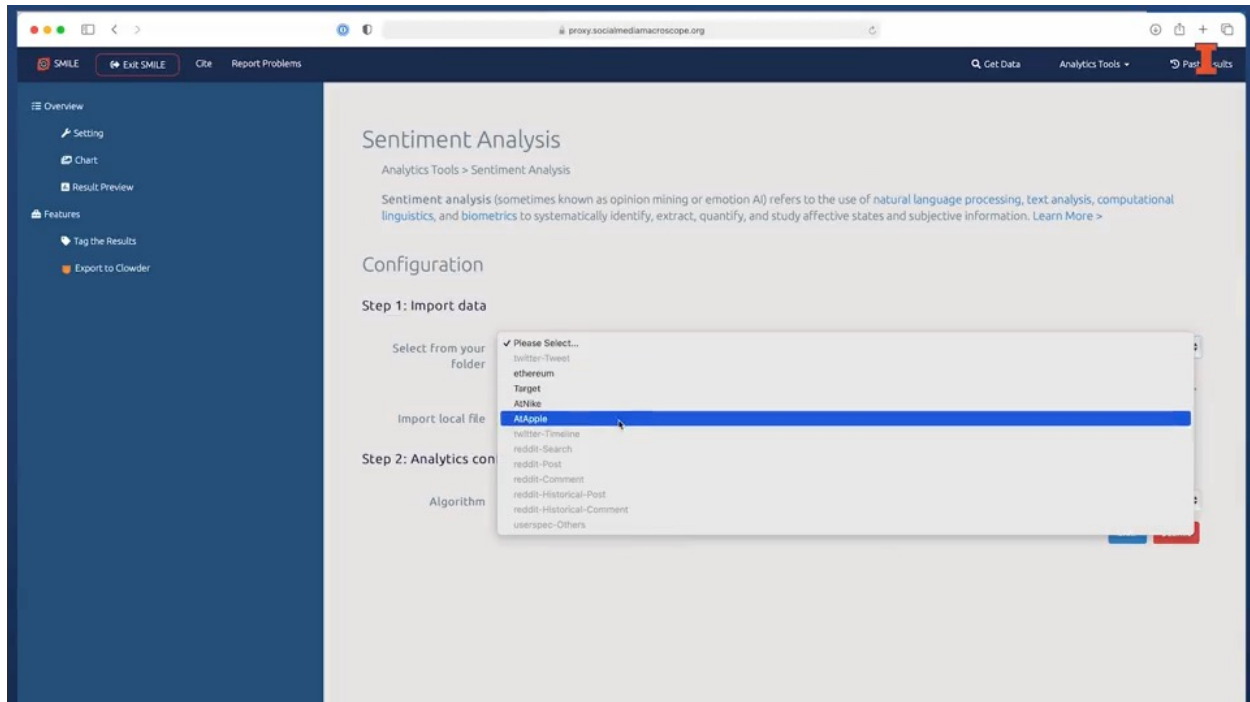 proxy.socialmediamacroscope.org
SMILE
Exit SMILE
Cite
Report Problems
Get Data
Analytics Tools
Past
sults
Overview
Setting
Chart
Result Preview
Features
Tag the Results
Export to Clowder
Sentiment Analysis
Analytics Tools > Sentiment Analysis
Sentiment analysis (sometimes known as opinion mining or emotion AI) refers to the use of natural language processing, text analysis, computational
linguistics, and biometrics to systematically identify, extract, quantify, and study affective states and subjective information. Learn More >
Configuration
Step 1: Import data
Select from your
folder
✓ Please Select...
twitter-Tweet
ethereum
Target
AtNike
Import local file
AtApple
twitter-Timeline
reddit-Search
Step 2: Analytics con
reddit-Post
reddit-Comment
Algorithm
reddit-Historical-Post
reddit-Historical-Comment
userspec-Others